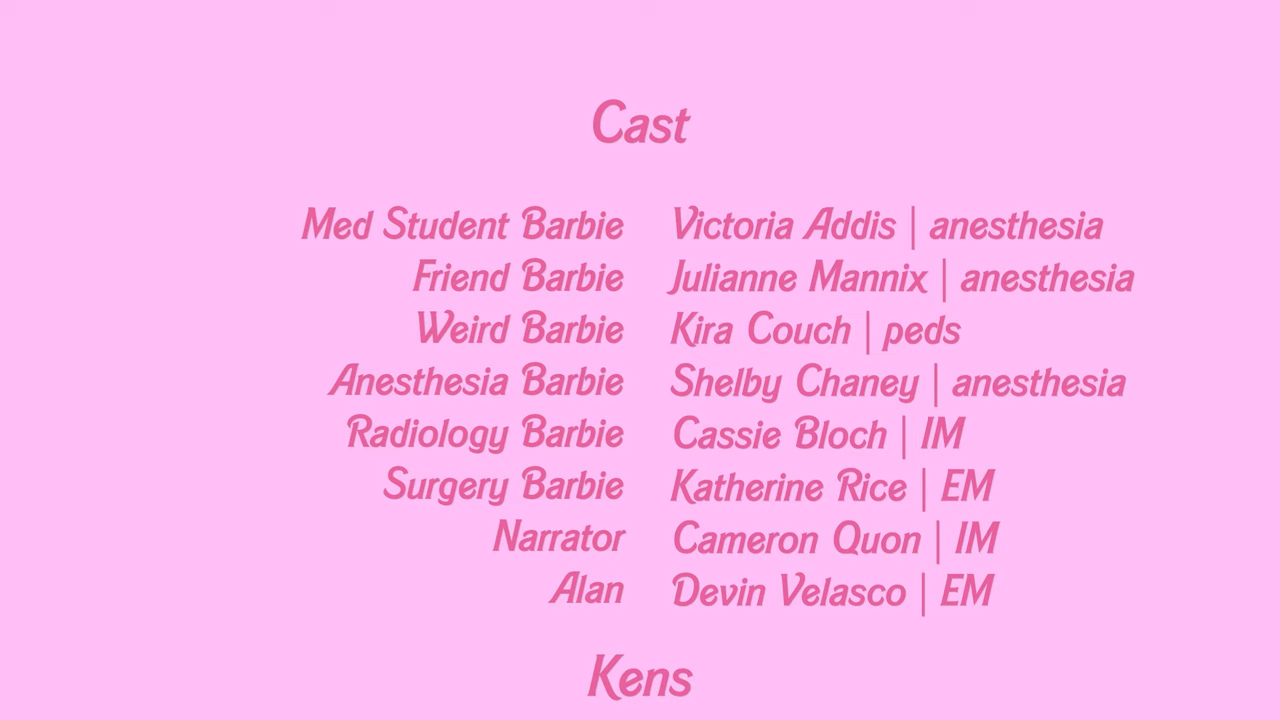 Cast
Med Student Barbie Victoria Addis | anesthesia
Friend Barbie Julianne Mannix | anesthesia
Weird Barbie Kira Couch | peds
Anesthesia Barbie Shelby Chaney | anesthesia
Radiology Barbie Cassie Bloch | IM
Surgery Barbie Katherine Rice | EM
Narrator Cameron Quon | IM
Alan Devin Velasco | EM
Kens